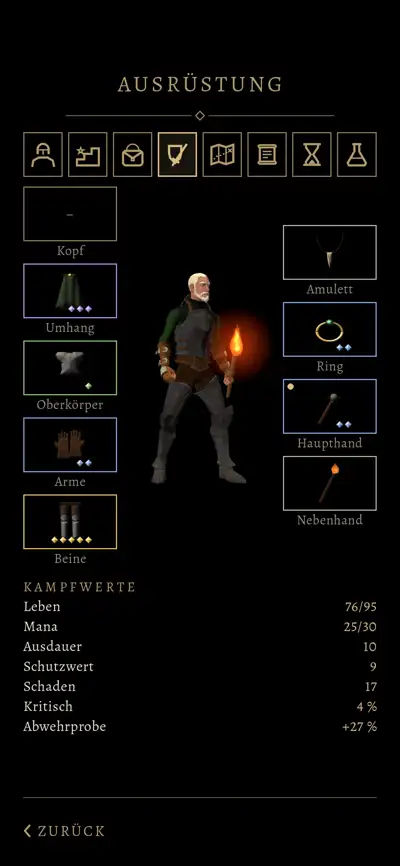 AUSRÜSTUNG
–
Kopf
Umhang
Oberkörper
Arme
Beine
Amulett
Ring
Haupthand
Nebenhand
KAMPFWERTE
Leben 76/95
Mana 25/30
Ausdauer 10
Schutzwert 9
Schaden 17
Kritisch 4 %
Abwehrprobe +27 %
ZURÜCK